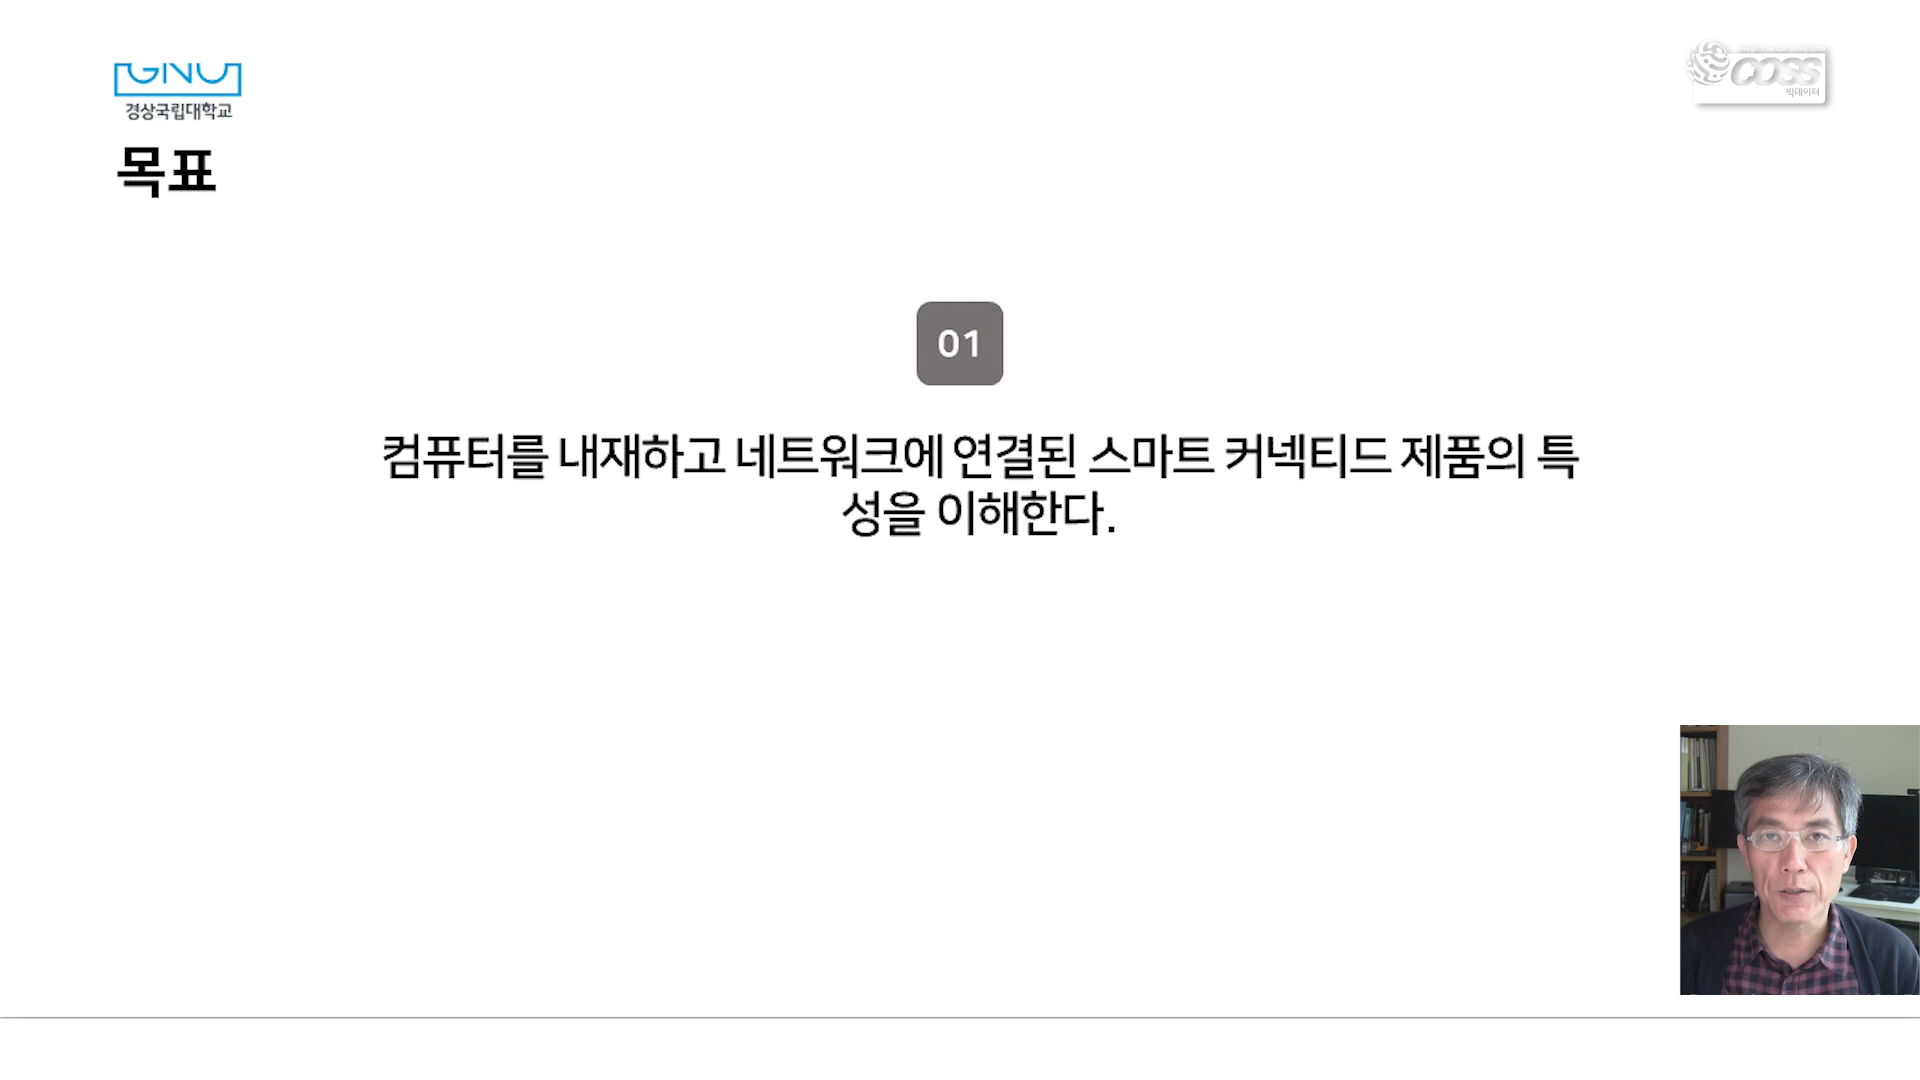 GNU
경상국립대학교
COSS
빅데이터
목표
01
컴퓨터를 내재하고 네트워크에 연결된 스마트 커넥티드 제품의 특
성을 이해한다.